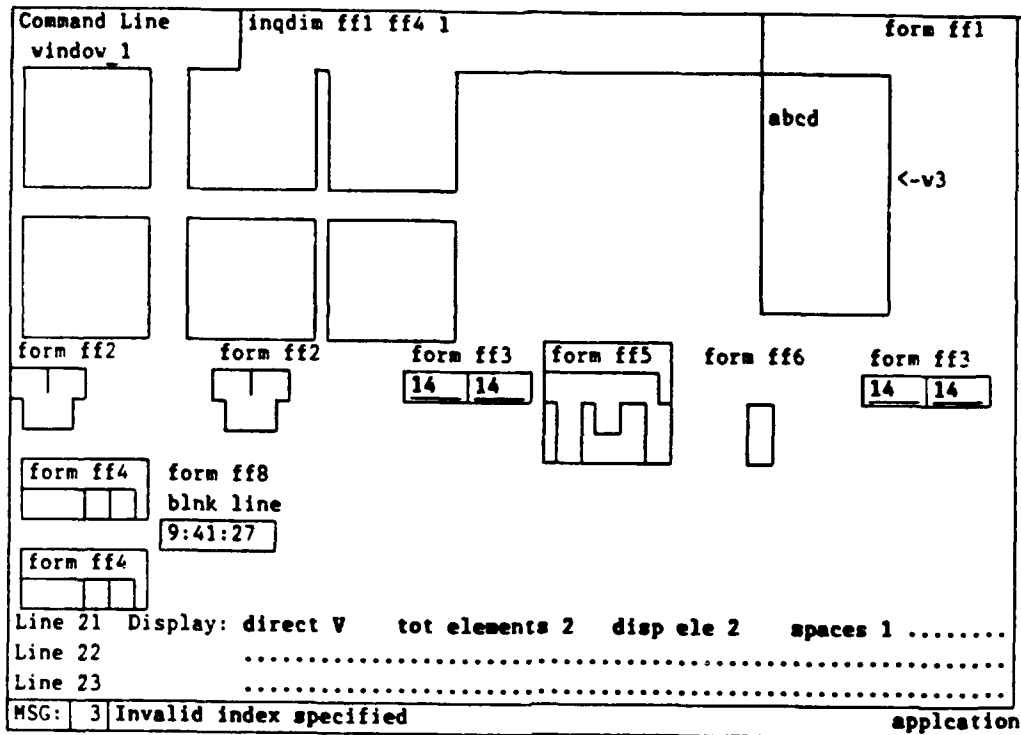 Command Line inqdim ff1 ff4 1 form ff1
window_1
abcd
<-v3
form ff2 form ff2 form ff3 form ff5 form ff6 form ff3
14 14 14 14
form ff4 form ff8
blnk line
9:41:27
form ff4
Line 21 Display: direct V tot elements 2 disp ele 2 spaces 1 ........
Line 22 ..........................................................
Line 23 ..........................................................
MSG: 3 Invalid index specified applcation